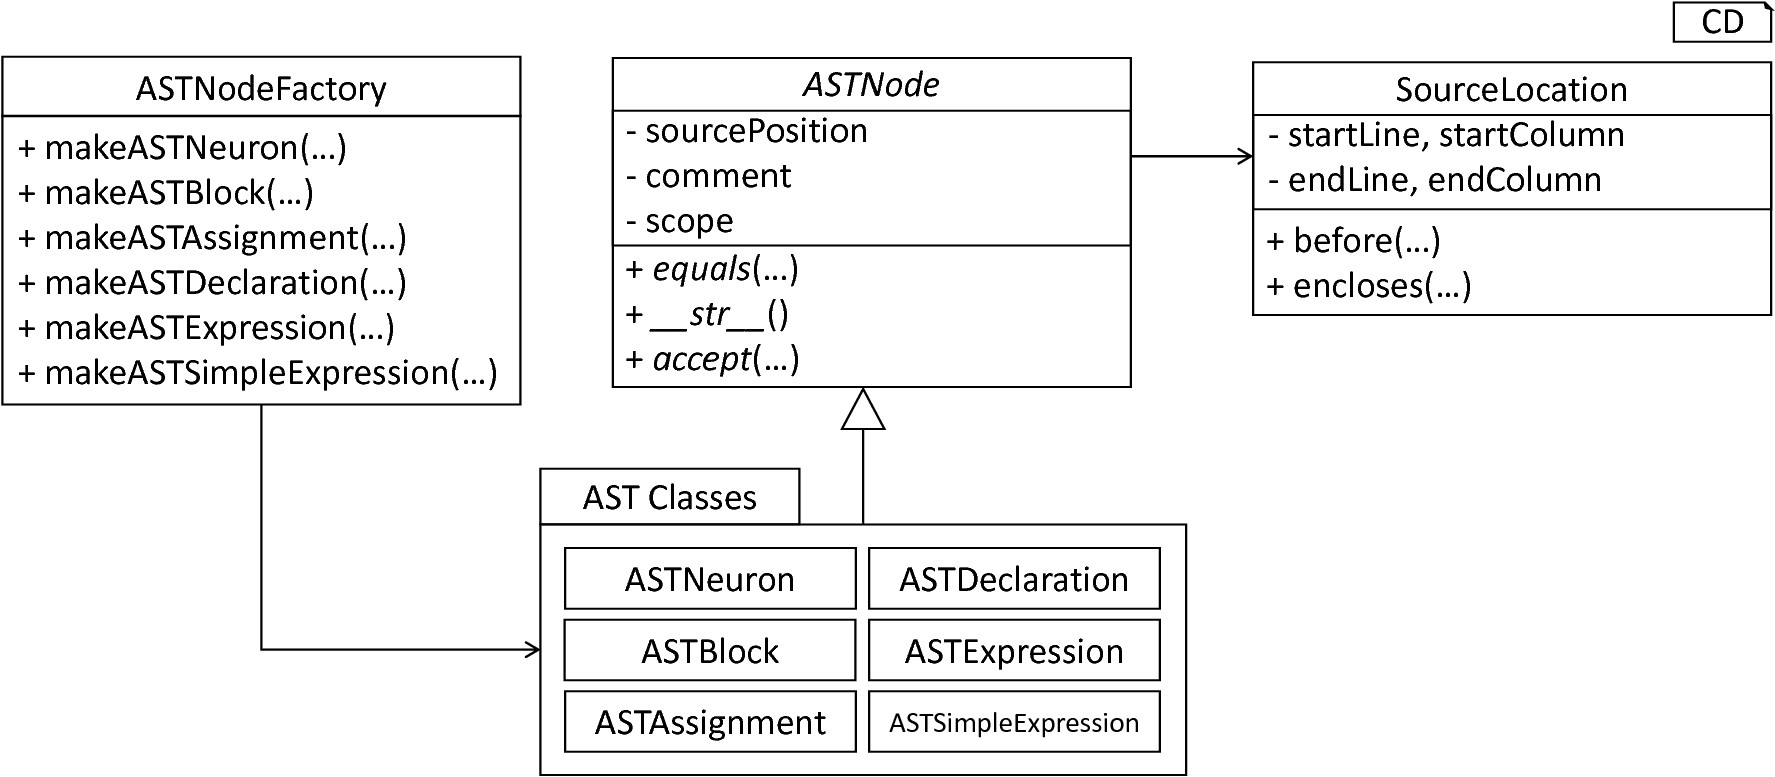 CD
ASTNodeFactory
+ makeASTNeuron(...)
+ makeASTBlock(...)
+ makeASTAssignment(...)
+ makeASTDeclaration(...)
+ makeASTExpression(...)
+ makeASTSimpleExpression(...)
ASTNode
- sourcePosition
- comment
- scope
+ equals(...)
+ __str__()
+ accept(...)
SourceLocation
- startLine, startColumn
- endLine, endColumn
+ before(...)
+ encloses(...)
AST Classes
ASTNeuron
ASTDeclaration
ASTBlock
ASTExpression
ASTAssignment
ASTSimpleExpression